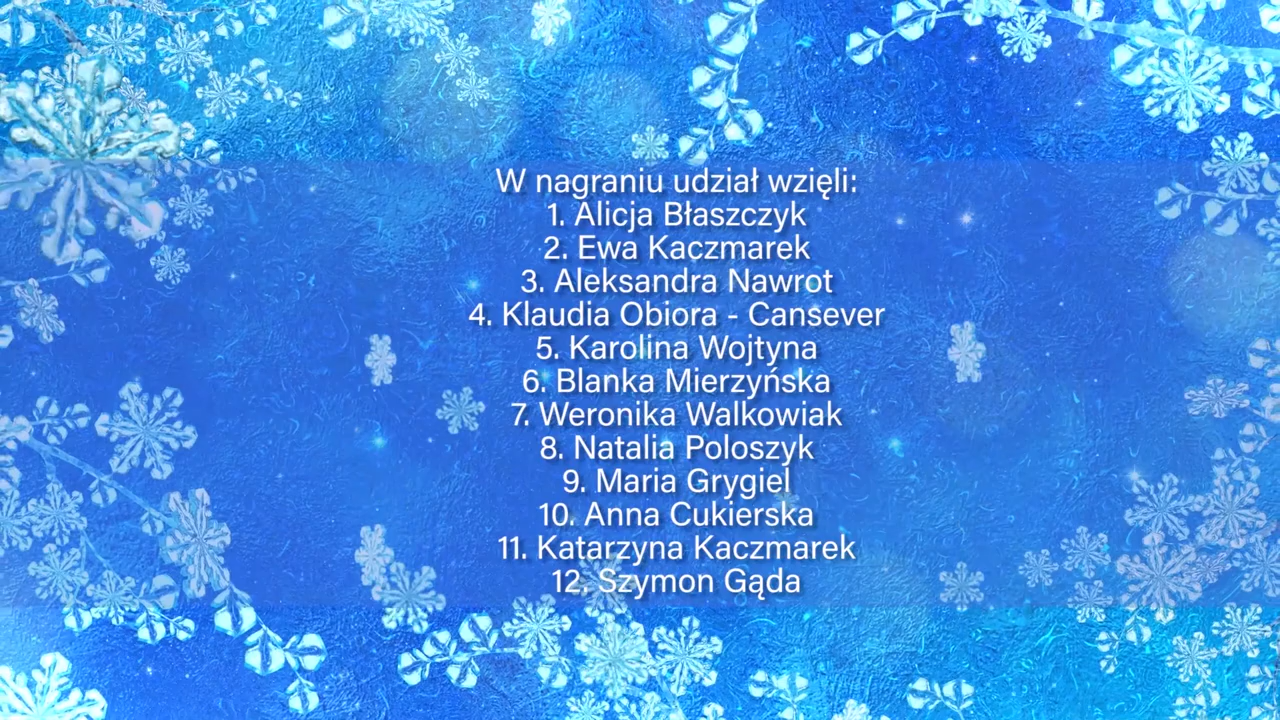 W nagraniu udział wzięli:
1. Alicja Błaszczyk
2. Ewa Kaczmarek
3. Aleksandra Nawrot
4. Klaudia Obiora - Cansever
5. Karolina Wojtyna
6. Blanka Mierzyńska
7. Weronika Walkowiak
8. Natalia Poloszyk
9. Maria Grygiel
10. Anna Cukierska
11. Katarzyna Kaczmarek
12. Szymon Gąda